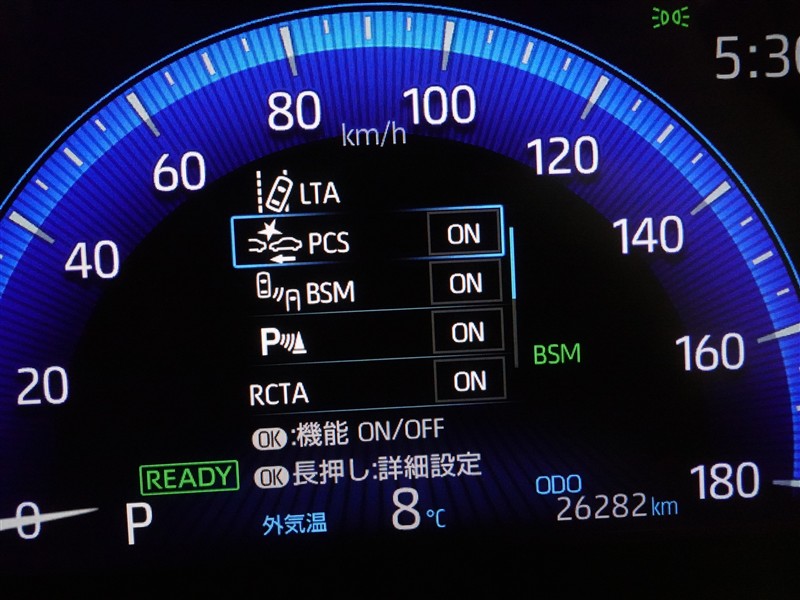 5:30
80
100
km/h
60
120
LTA
40
PCS ON
140
BSM ON
P ON
BSM
160
20
RCTA ON
OK:機能 ON/OFF
OK長押し:詳細設定
READY
ODO
180
0
P
外気温
8℃
26282km